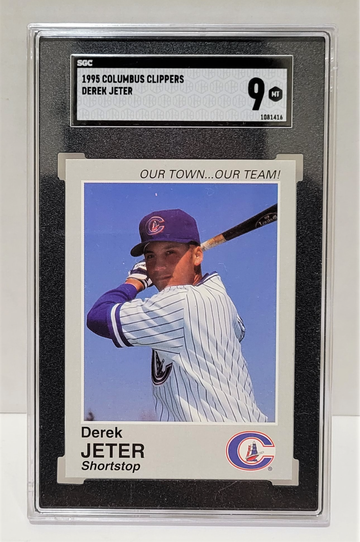 SGC
1995 COLUMBUS CLIPPERS
DEREK JETER
9 MT
1081416
OUR TOWN...OUR TEAM!
C
Derek
JETER
Shortstop
C
®